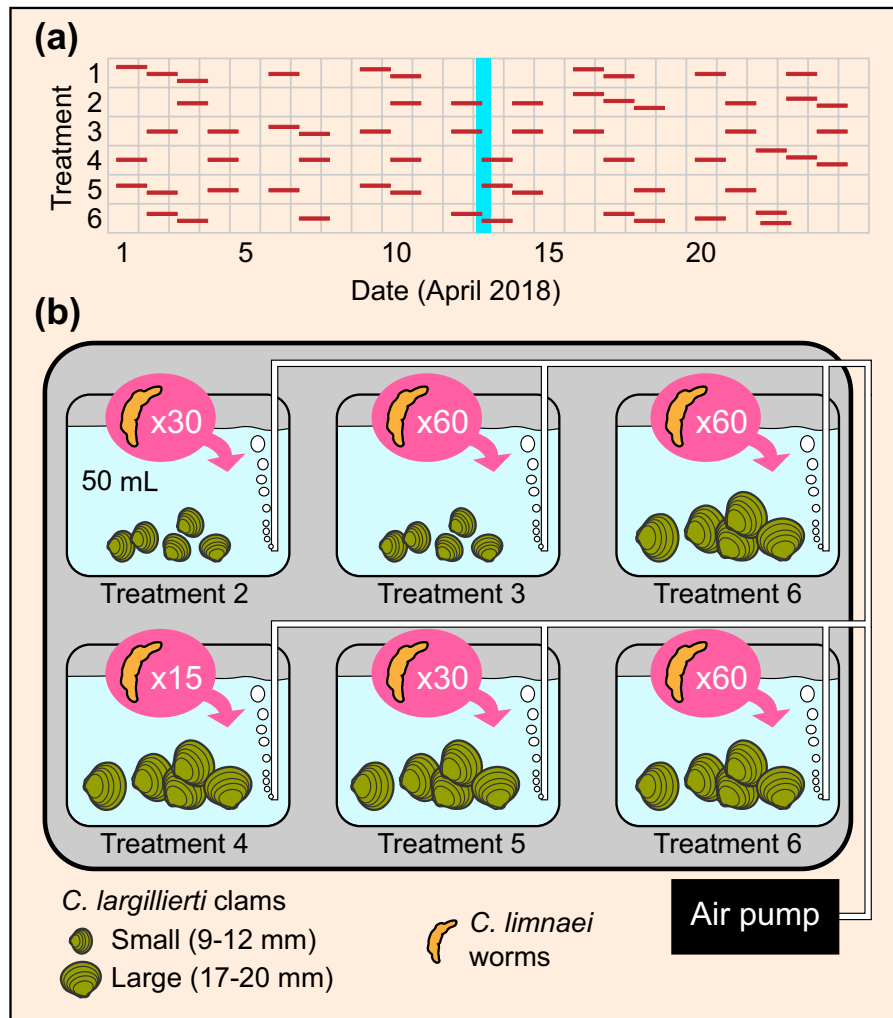 (a)
Treatment
1
2
3
4
5
6
1 5 10 15 20
Date (April 2018)
(b)
x30 x60 x60
50 mL
Treatment 2 Treatment 3 Treatment 6
x15 x30 x60
Treatment 4 Treatment 5 Treatment 6
C. largillierti clams
Small (9-12 mm)
Large (17-20 mm)
C. limnaei
worms
Air pump